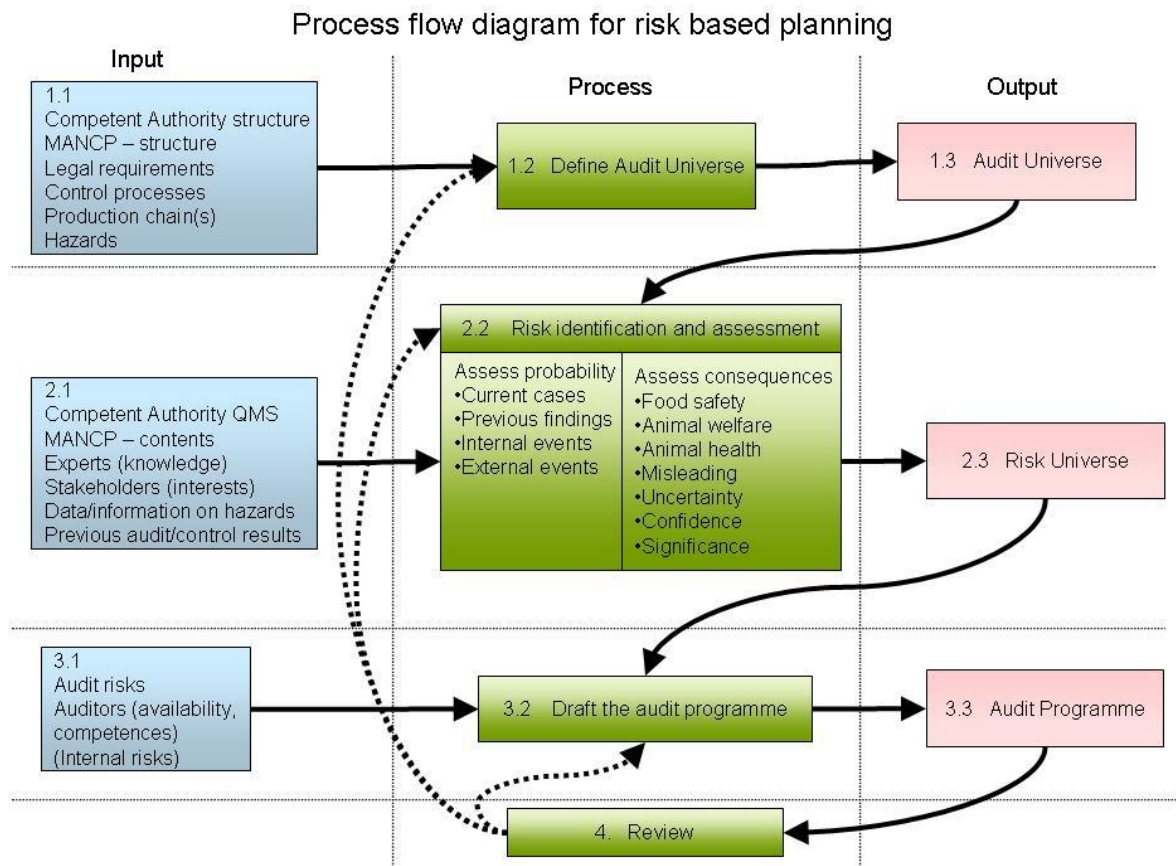 Process flow diagram for risk based planning
Input
Process
Output
1.1
Competent Authority structure
MANCP – structure
Legal requirements
Control processes
Production chain(s)
Hazards
1.2 Define Audit Universe
1.3 Audit Universe
2.1
Competent Authority QMS
MANCP – contents
Experts (knowledge)
Stakeholders (interests)
Data/information on hazards
Previous audit/control results
2.2 Risk identification and assessment
Assess probability
•Current cases
•Previous findings
•Internal events
•External events
Assess consequences
•Food safety
•Animal welfare
•Animal health
•Misleading
•Uncertainty
•Confidence
•Significance
2.3 Risk Universe
3.1
Audit risks
Auditors (availability,
competences)
(Internal risks)
3.2 Draft the audit programme
3.3 Audit Programme
4. Review